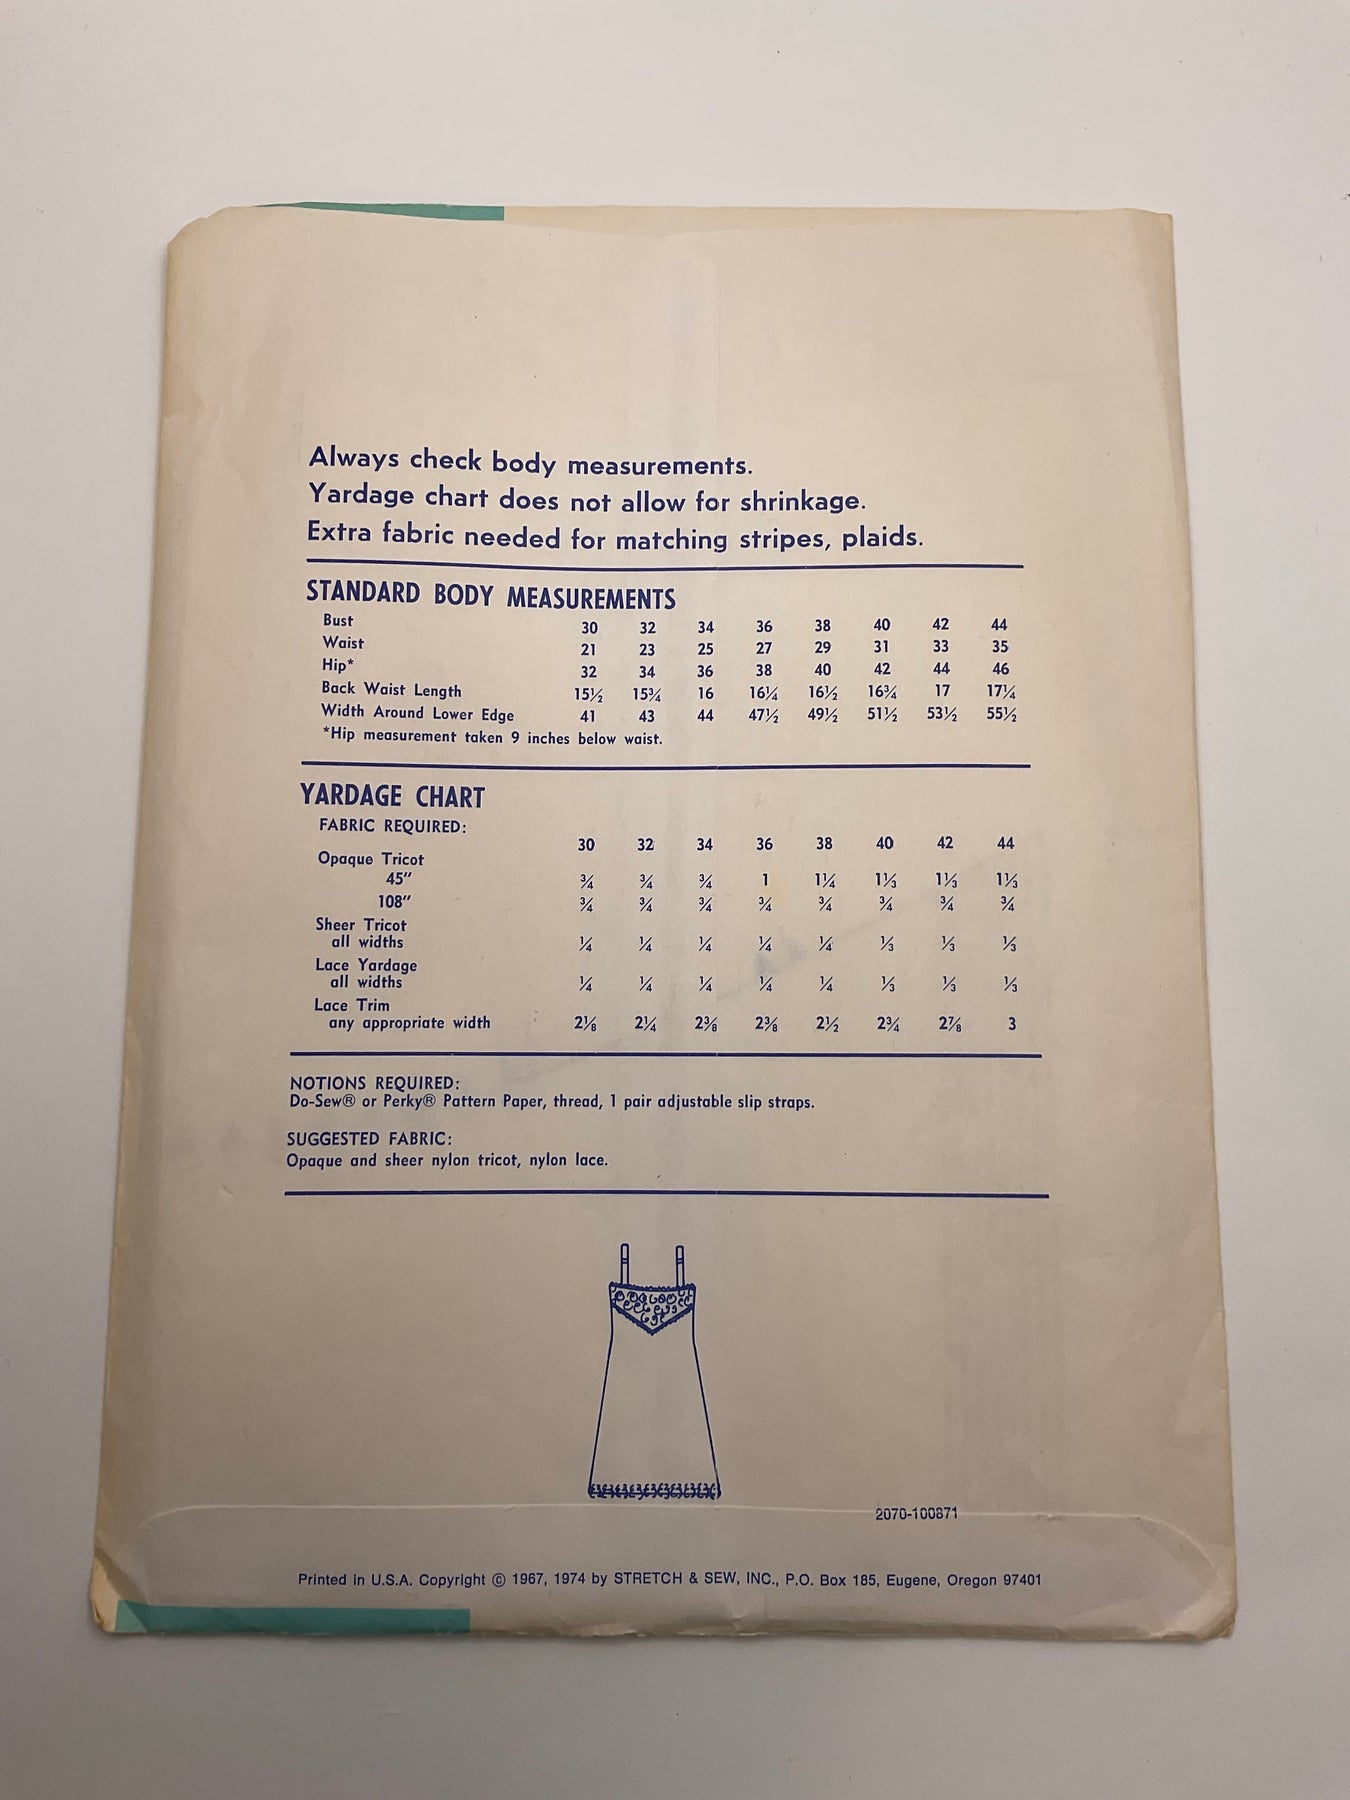 Always check body measurements.
Yardage chart does not allow for shrinkage.
Extra fabric needed for matching stripes, plaids.
STANDARD BODY MEASUREMENTS
Bust 30 32 34 36 38 40 42 44
Waist 21 23 25 27 29 31 33 35
Hip* 32 34 36 38 40 42 44 46
Back Waist Length 15½ 15¾ 16 16¼ 16½ 16¾ 17 17¼
Width Around Lower Edge 41 43 44 47½ 49½ 51½ 53½ 55½
*Hip measurement taken 9 inches below waist.
YARDAGE CHART
FABRIC REQUIRED:
30 32 34 36 38 40 42 44
Opaque Tricot
45” ¾ ¾ ¾ 1 1¼ 1⅓ 1⅓ 1⅓
108” ¾ ¾ ¾ ¾ ¾ ¾ ¾ ¾
Sheer Tricot
all widths ¼ ¼ ¼ ¼ ¼ ⅓ ⅓ ⅓
Lace Yardage
all widths ¼ ¼ ¼ ¼ ¼ ⅓ ⅓ ⅓
Lace Trim
any appropriate width 2⅛ 2¼ 2⅜ 2⅜ 2½ 2¾ 2⅞ 3
NOTIONS REQUIRED:
Do-Sew® or Perky® Pattern Paper, thread, 1 pair adjustable slip straps.
SUGGESTED FABRIC:
Opaque and sheer nylon tricot, nylon lace.
2070-100871
Printed in U.S.A. Copyright © 1967, 1974 by STRETCH & SEW, INC., P.O. Box 185, Eugene, Oregon 97401